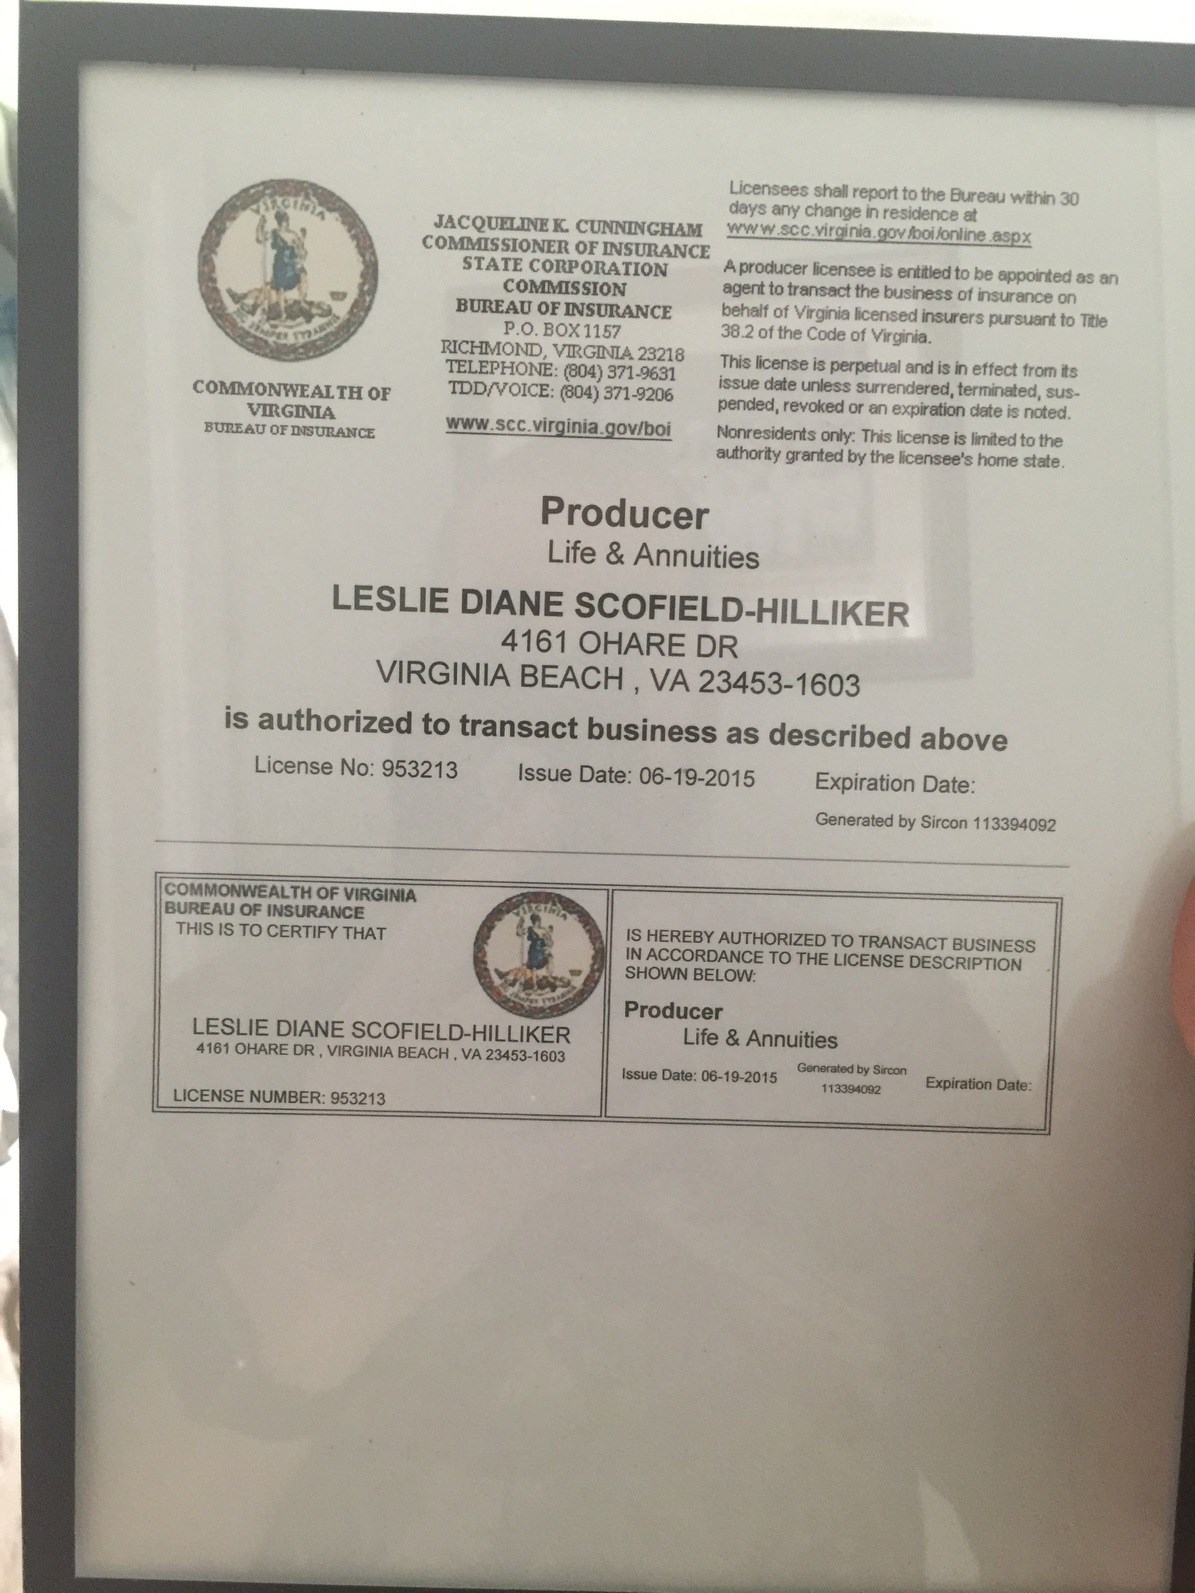 VIRGINIA
SIC SEMPER TYRANNIS
COMMONWEALTH OF
VIRGINIA
BUREAU OF INSURANCE
JACQUELINE K. CUNNINGHAM
COMMISSIONER OF INSURANCE
STATE CORPORATION
COMMISSION
BUREAU OF INSURANCE
P.O. BOX 1157
RICHMOND, VIRGINIA 23218
TELEPHONE: (804) 371-9631
TDD/VOICE: (804) 371-9206
www.scc.virginia.gov/boi
Licensees shall report to the Bureau within 30
days any change in residence at
www.scc.virginia.gov/boi/online.aspx
A producer licensee is entitled to be appointed as an
agent to transact the business of insurance on
behalf of Virginia licensed insurers pursuant to Title
38.2 of the Code of Virginia.
This license is perpetual and is in effect from its
issue date unless surrendered, terminated, sus-
pended, revoked or an expiration date is noted.
Nonresidents only: This license is limited to the
authority granted by the licensee's home state.
Producer
Life & Annuities
LESLIE DIANE SCOFIELD-HILLIKER
4161 OHARE DR
VIRGINIA BEACH , VA 23453-1603
is authorized to transact business as described above
License No: 953213 Issue Date: 06-19-2015 Expiration Date:
Generated by Sircon 113394092
COMMONWEALTH OF VIRGINIA
BUREAU OF INSURANCE
THIS IS TO CERTIFY THAT
VIRGINIA
SIC SEMPER TYRANNIS
LESLIE DIANE SCOFIELD-HILLIKER
4161 OHARE DR , VIRGINIA BEACH , VA 23453-1603
LICENSE NUMBER: 953213
IS HEREBY AUTHORIZED TO TRANSACT BUSINESS
IN ACCORDANCE TO THE LICENSE DESCRIPTION
SHOWN BELOW:
Producer
Life & Annuities
Issue Date: 06-19-2015 Generated by Sircon Expiration Date:
113394092